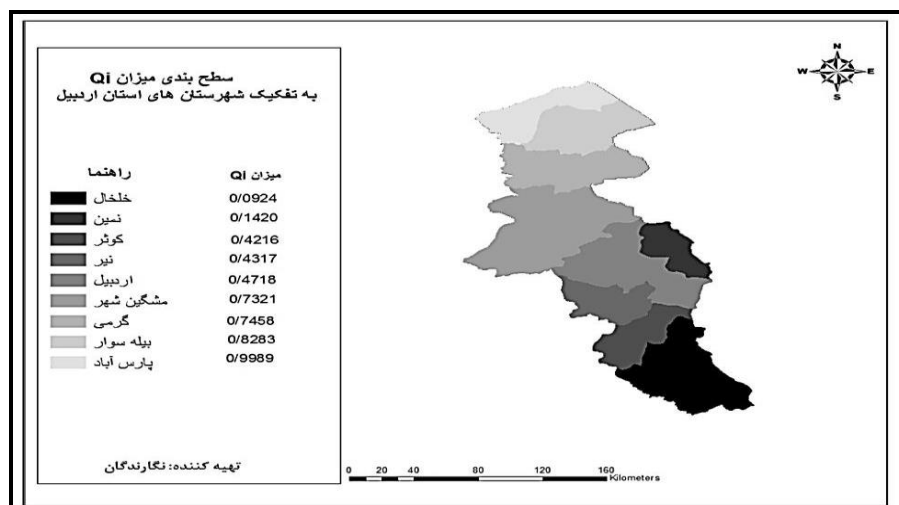 سطح بندی میزان Qi
به تفکیک شهرستان های استان اردبیل
راهنما میزان Qi
خلخال 0/0924
نمین 0/1420
کوثر 0/4216
نیر 0/4317
اردبیل 0/4718
مشگین شهر 0/7321
گرمی 0/7458
بیله سوار 0/8283
پارس آباد 0/9989
تهیه کننده: نگارندگان
N
W E
S
0 20 40 80 120 160
Kilometers